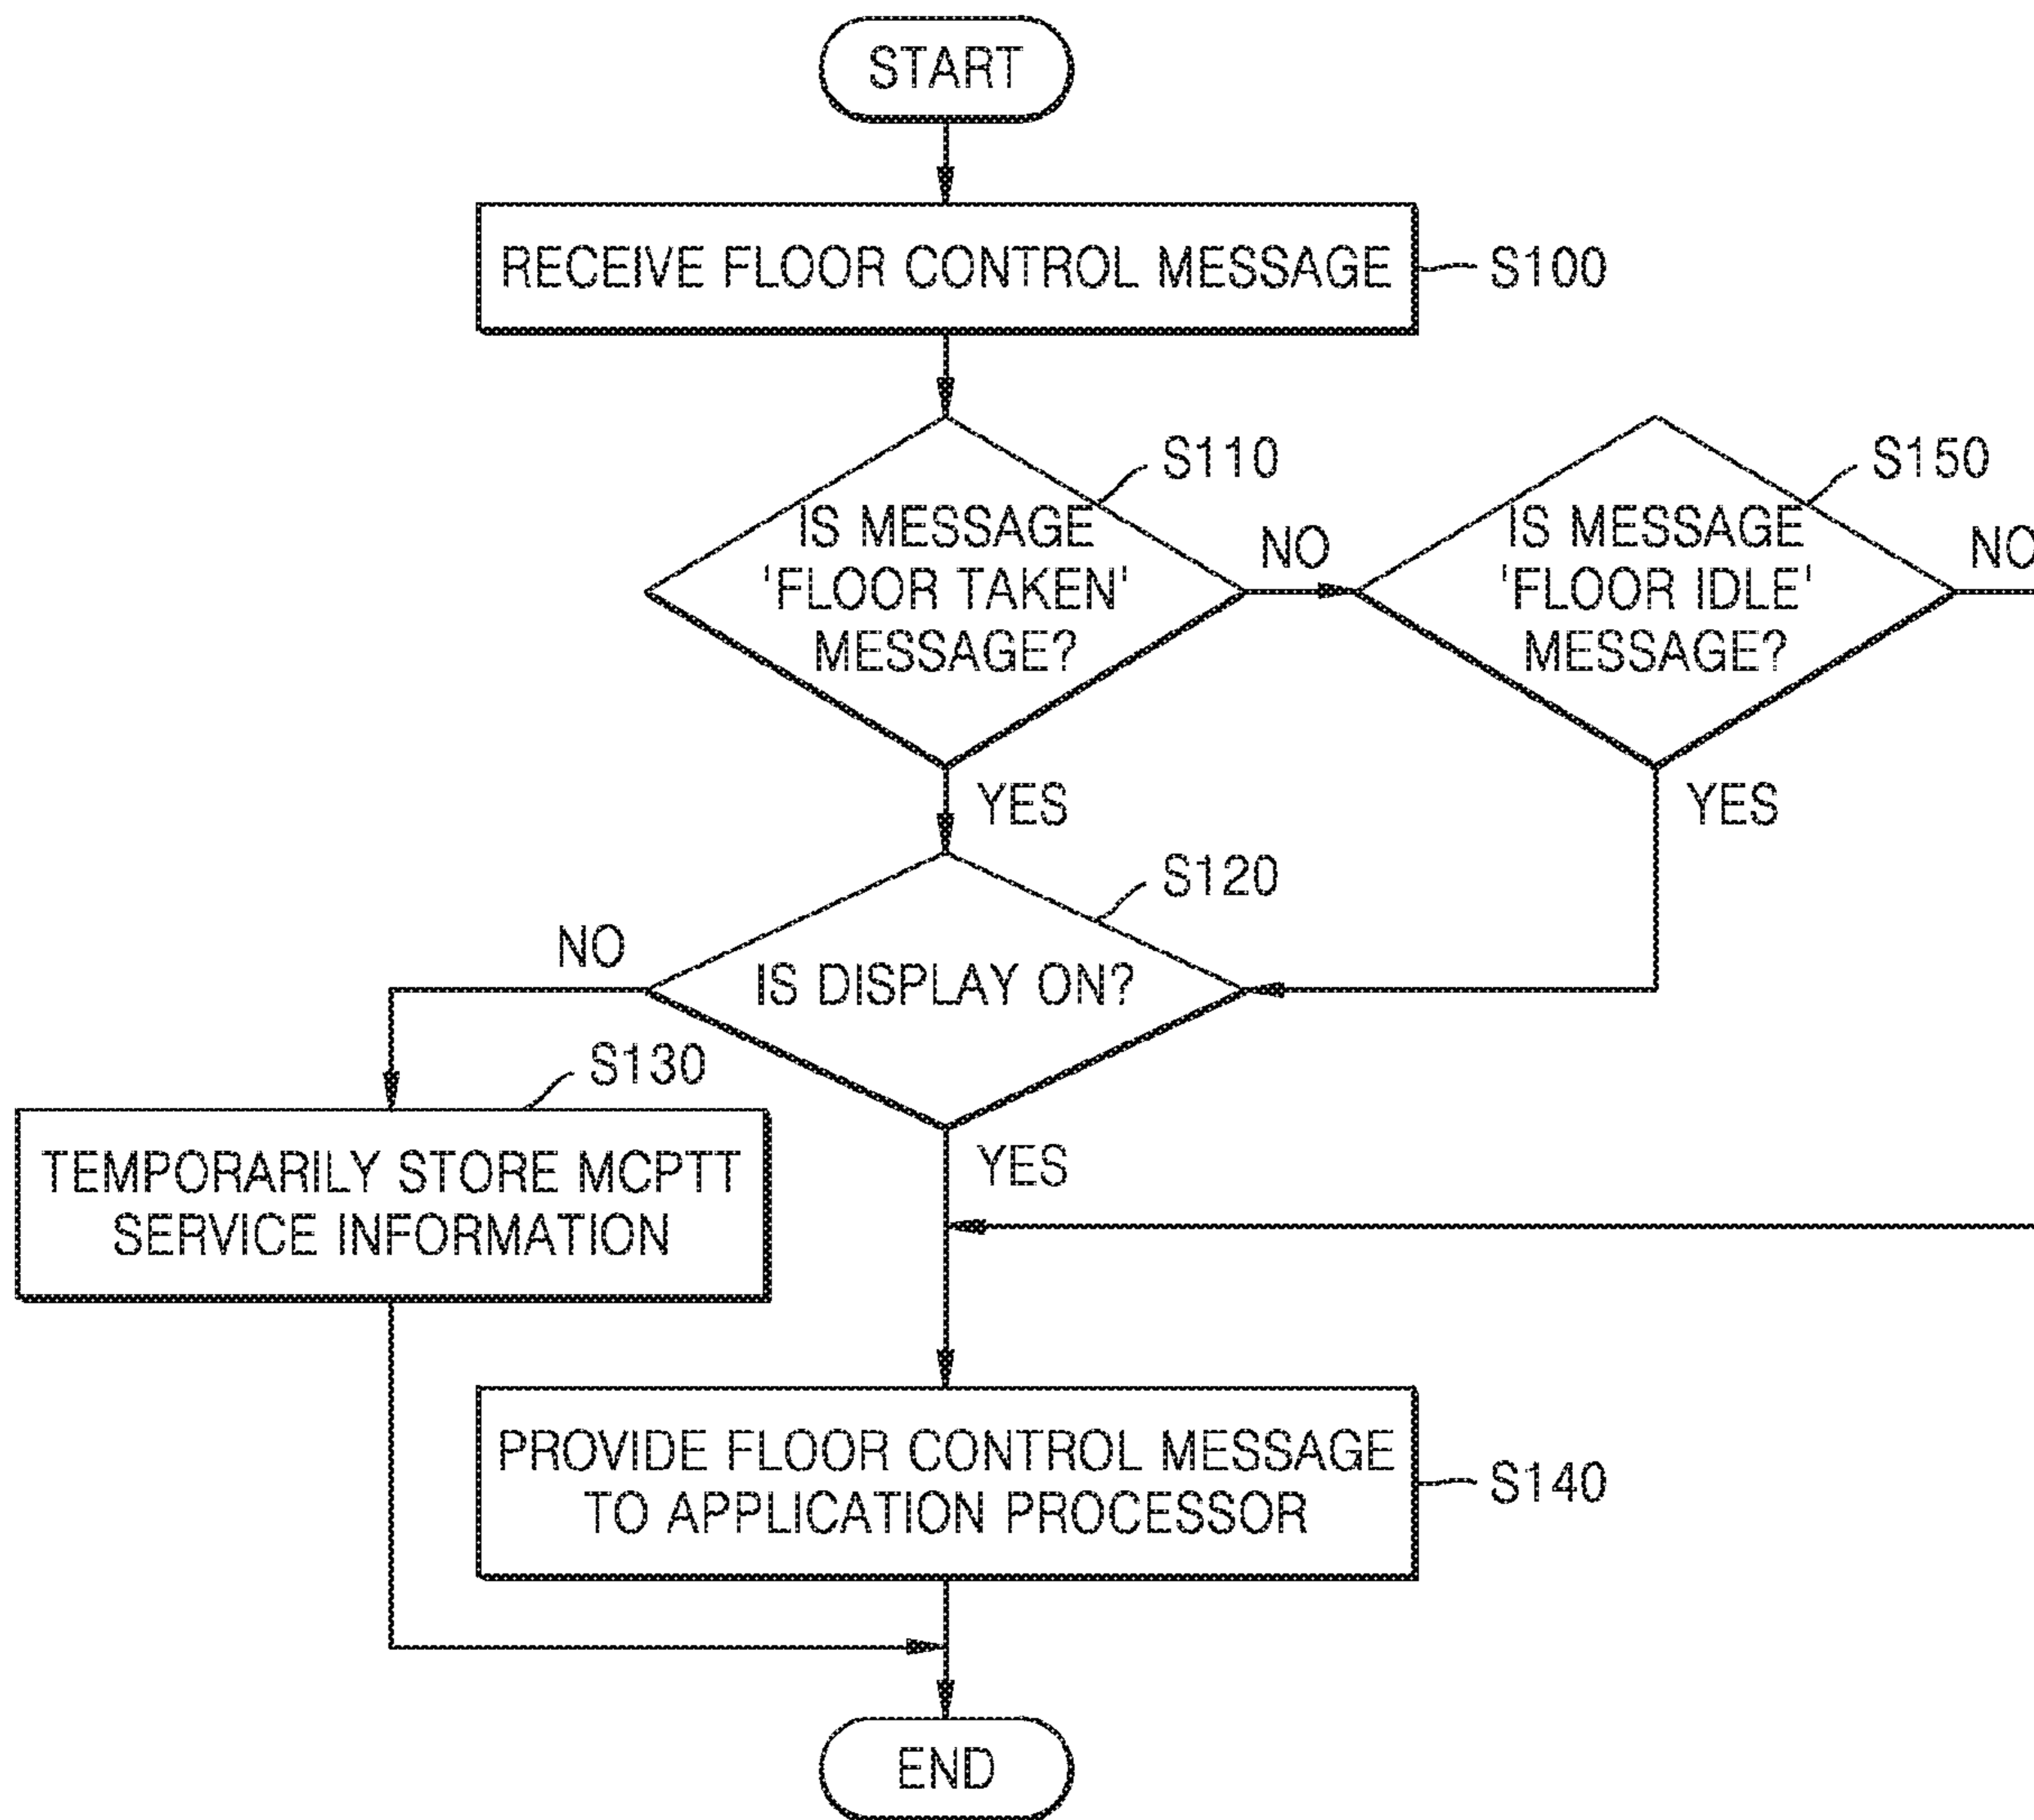 START
RECEIVE FLOOR CONTROL MESSAGE
S100
S110
IS MESSAGE
'FLOOR TAKEN'
MESSAGE?
NO
S150
IS MESSAGE
'FLOOR IDLE'
MESSAGE?
NO
YES
YES
S120
IS DISPLAY ON?
NO
YES
S130
TEMPORARILY STORE MCPTT
SERVICE INFORMATION
PROVIDE FLOOR CONTROL MESSAGE
TO APPLICATION PROCESSOR
S140
END